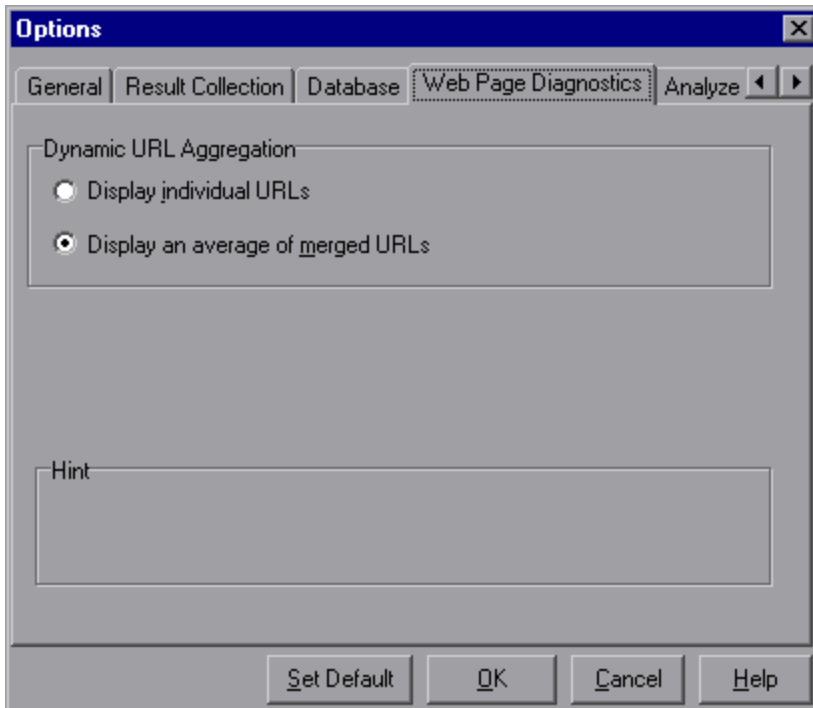 Options
General Result Collection Database Web Page Diagnostics Analyze
Dynamic URL Aggregation
Display individual URLs
Display an average of merged URLs
Hint
Set Default OK Cancel Help